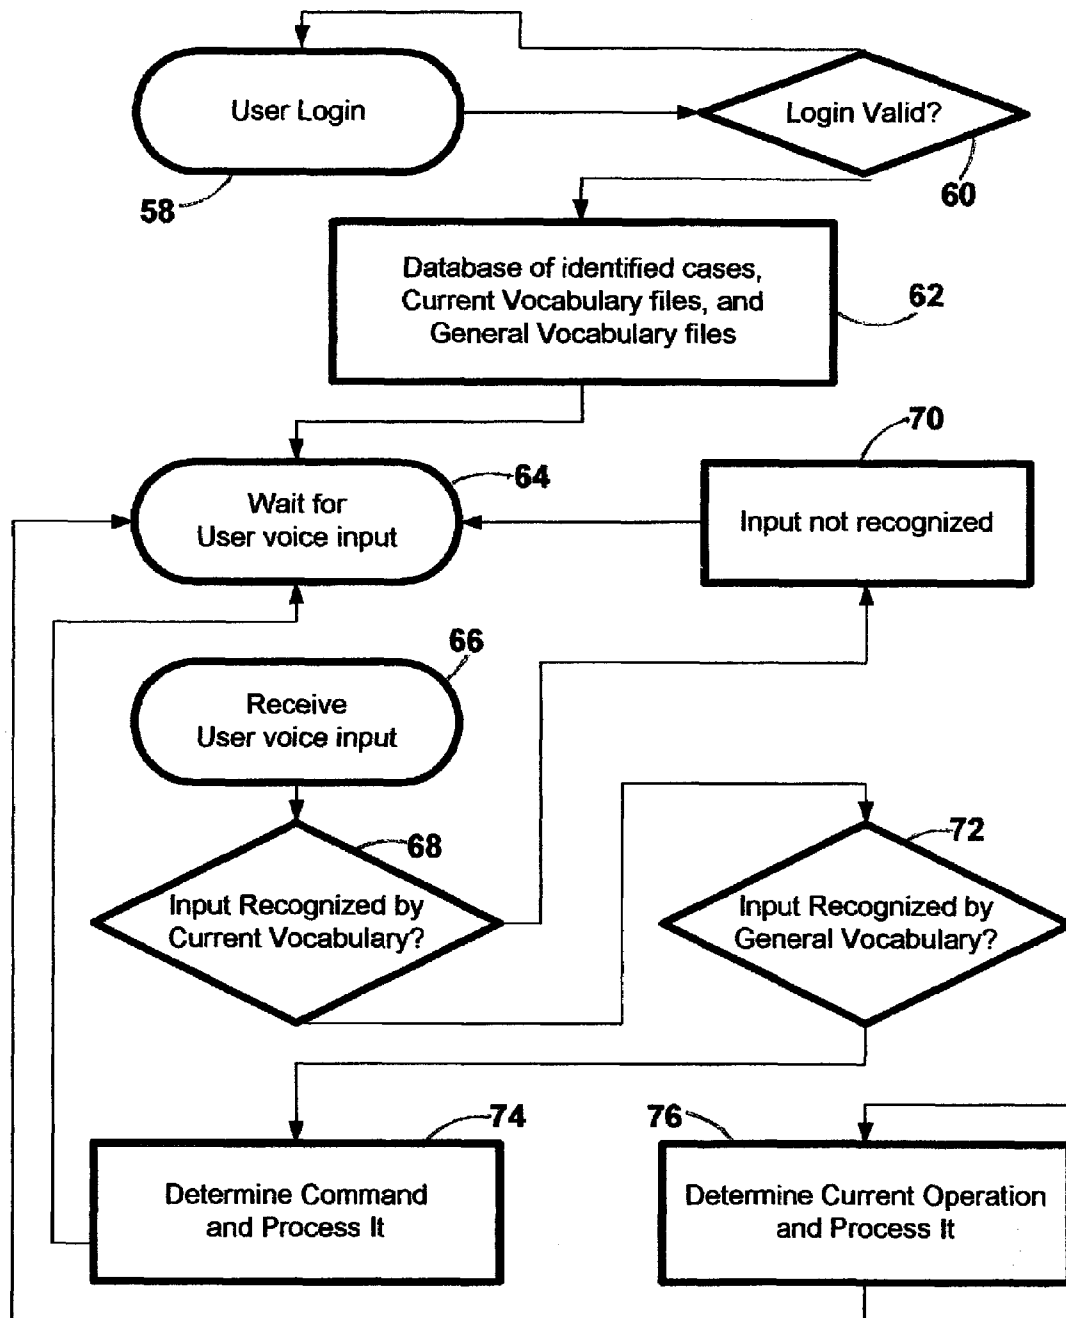 User Login
Login Valid?
58
60
Database of identified cases,
Current Vocabulary files, and
General Vocabulary files
62
70
64
Wait for
User voice input
Input not recognized
66
Receive
User voice input
68
72
Input Recognized by
Current Vocabulary?
Input Recognized by
General Vocabulary?
74
76
Determine Command
and Process It
Determine Current Operation
and Process It